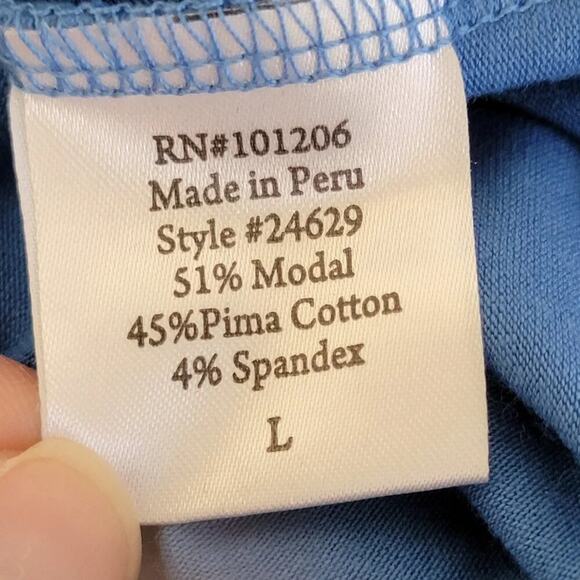 RN#101206
Made in Peru
Style #24629
51% Modal
45%Pima Cotton
4% Spandex
L